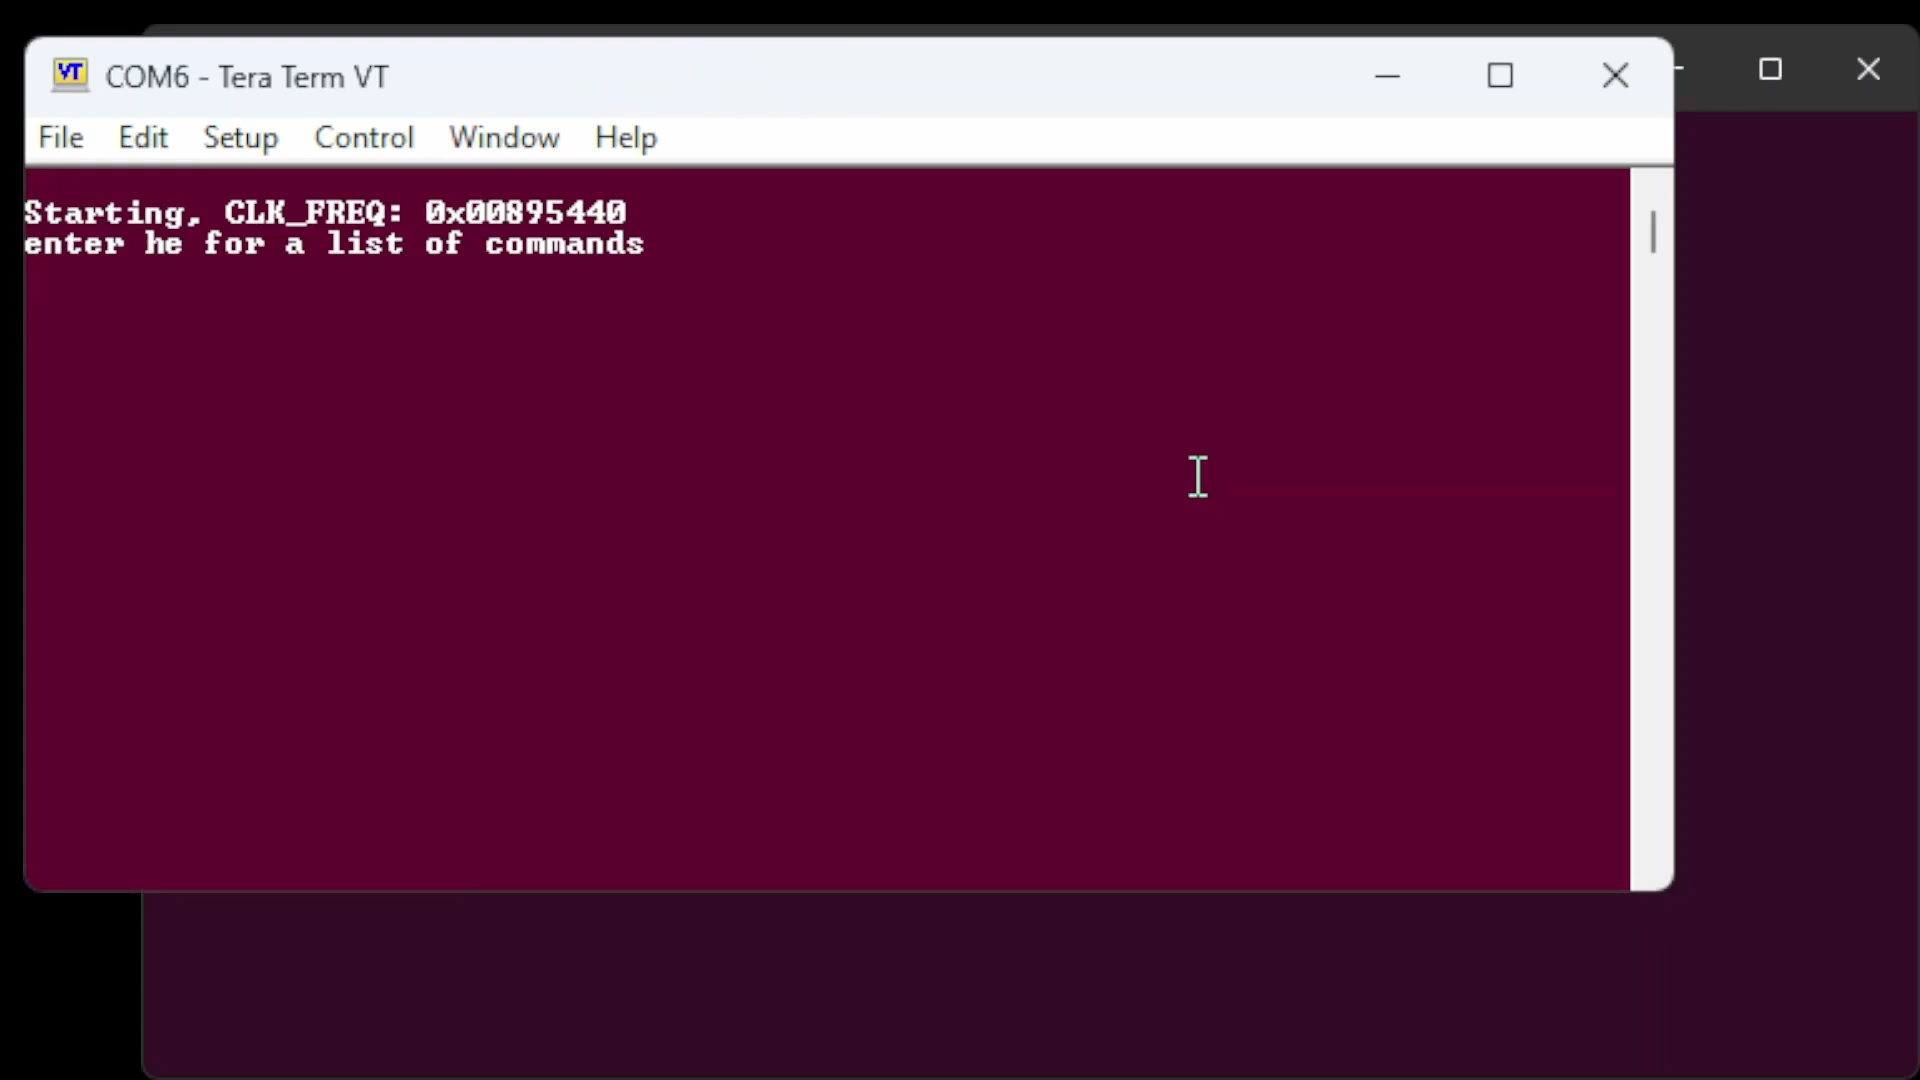 VT COM6 - Tera Term VT
File Edit Setup Control Window Help
Starting, CLK_FREQ: 0x00895440
enter he for a list of commands